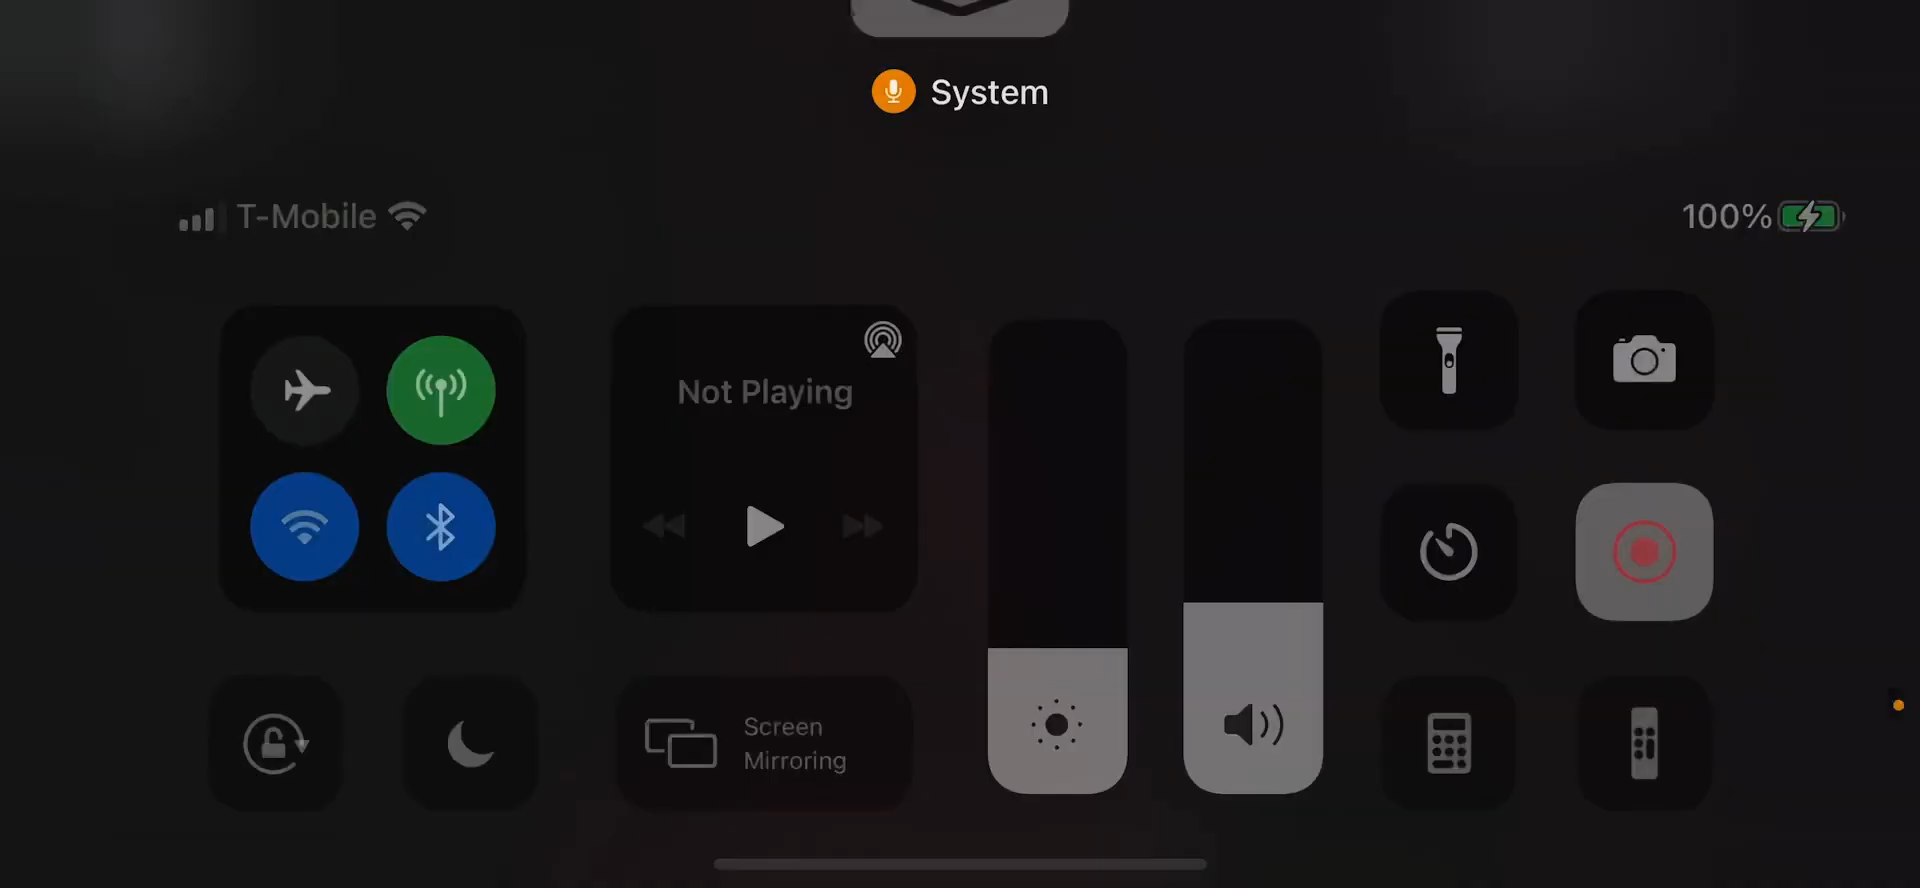 System
T-Mobile
100%
Not Playing
Screen
Mirroring